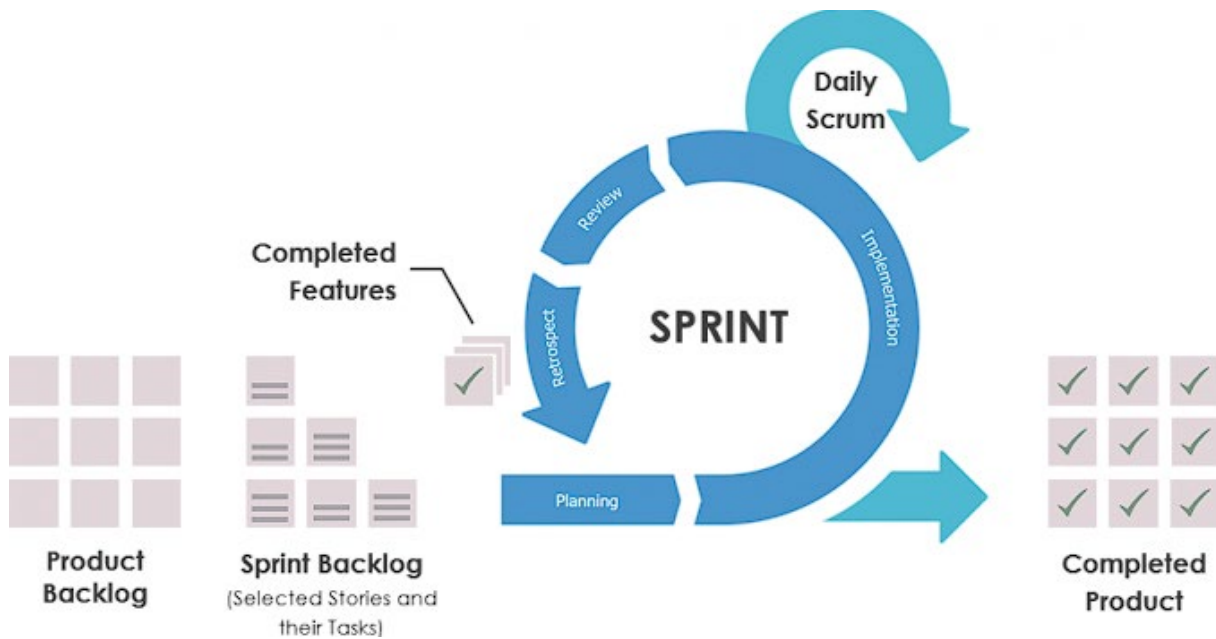 Daily
Scrum
Review
Implementation
Completed
Features
SPRINT
Retrospect
Planning
Product
Backlog
Sprint Backlog
(Selected Stories and
their Tasks)
Completed
Product